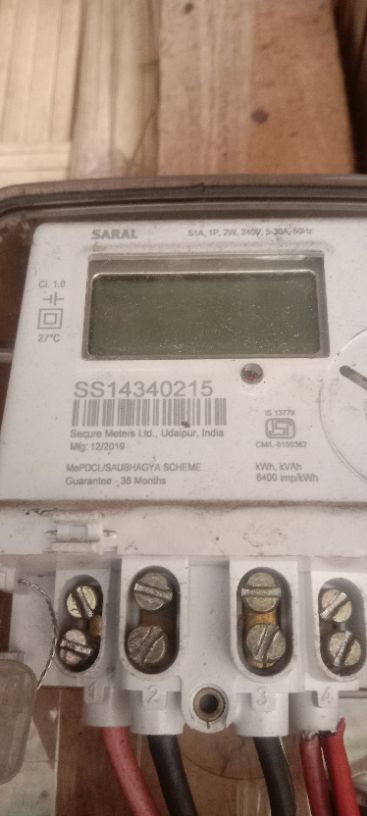 SARAL S1A, 1P, 2W, 240V, 5-30A, 50Hz
Cl. 1.0
27°C
SS14340215
IS 13779
Secure Meters Ltd., Udaipur, India
CM/L-8150362
Mfg: 12/2019
MePDCl/SAUBHAGYA SCHEME
kWh, kVAh
Guarantee - 36 Months
6400 imp/kWh
1 2 3 4